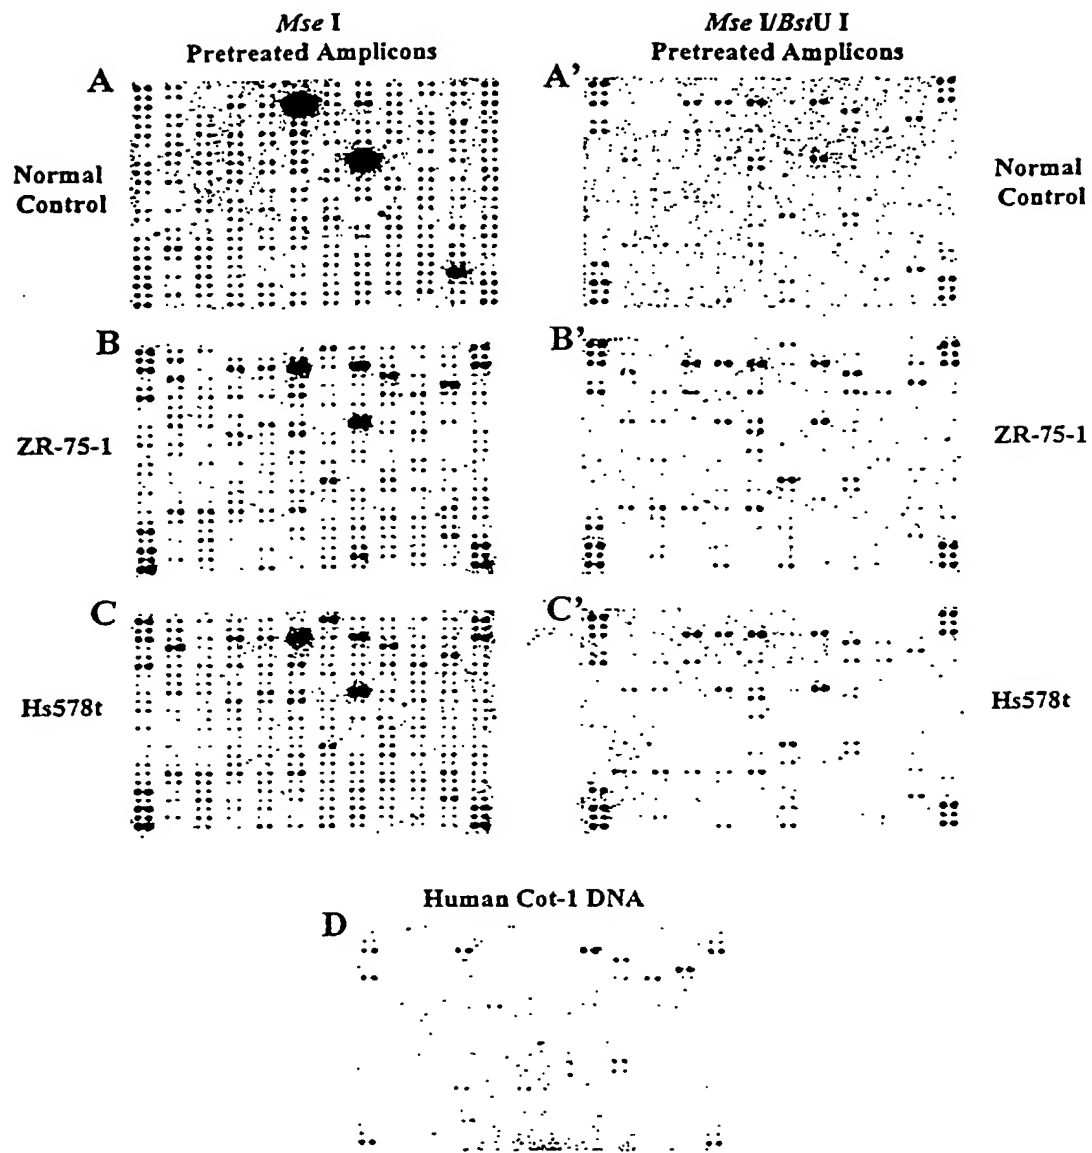 Mse I
Pretreated Amplicons
Mse I/BstU I
Pretreated Amplicons
A
A'
Normal
Control
Normal
Control
B
B'
ZR-75-1
ZR-75-1
C
C'
Hs578t
Hs578t
Human Cot-1 DNA
D